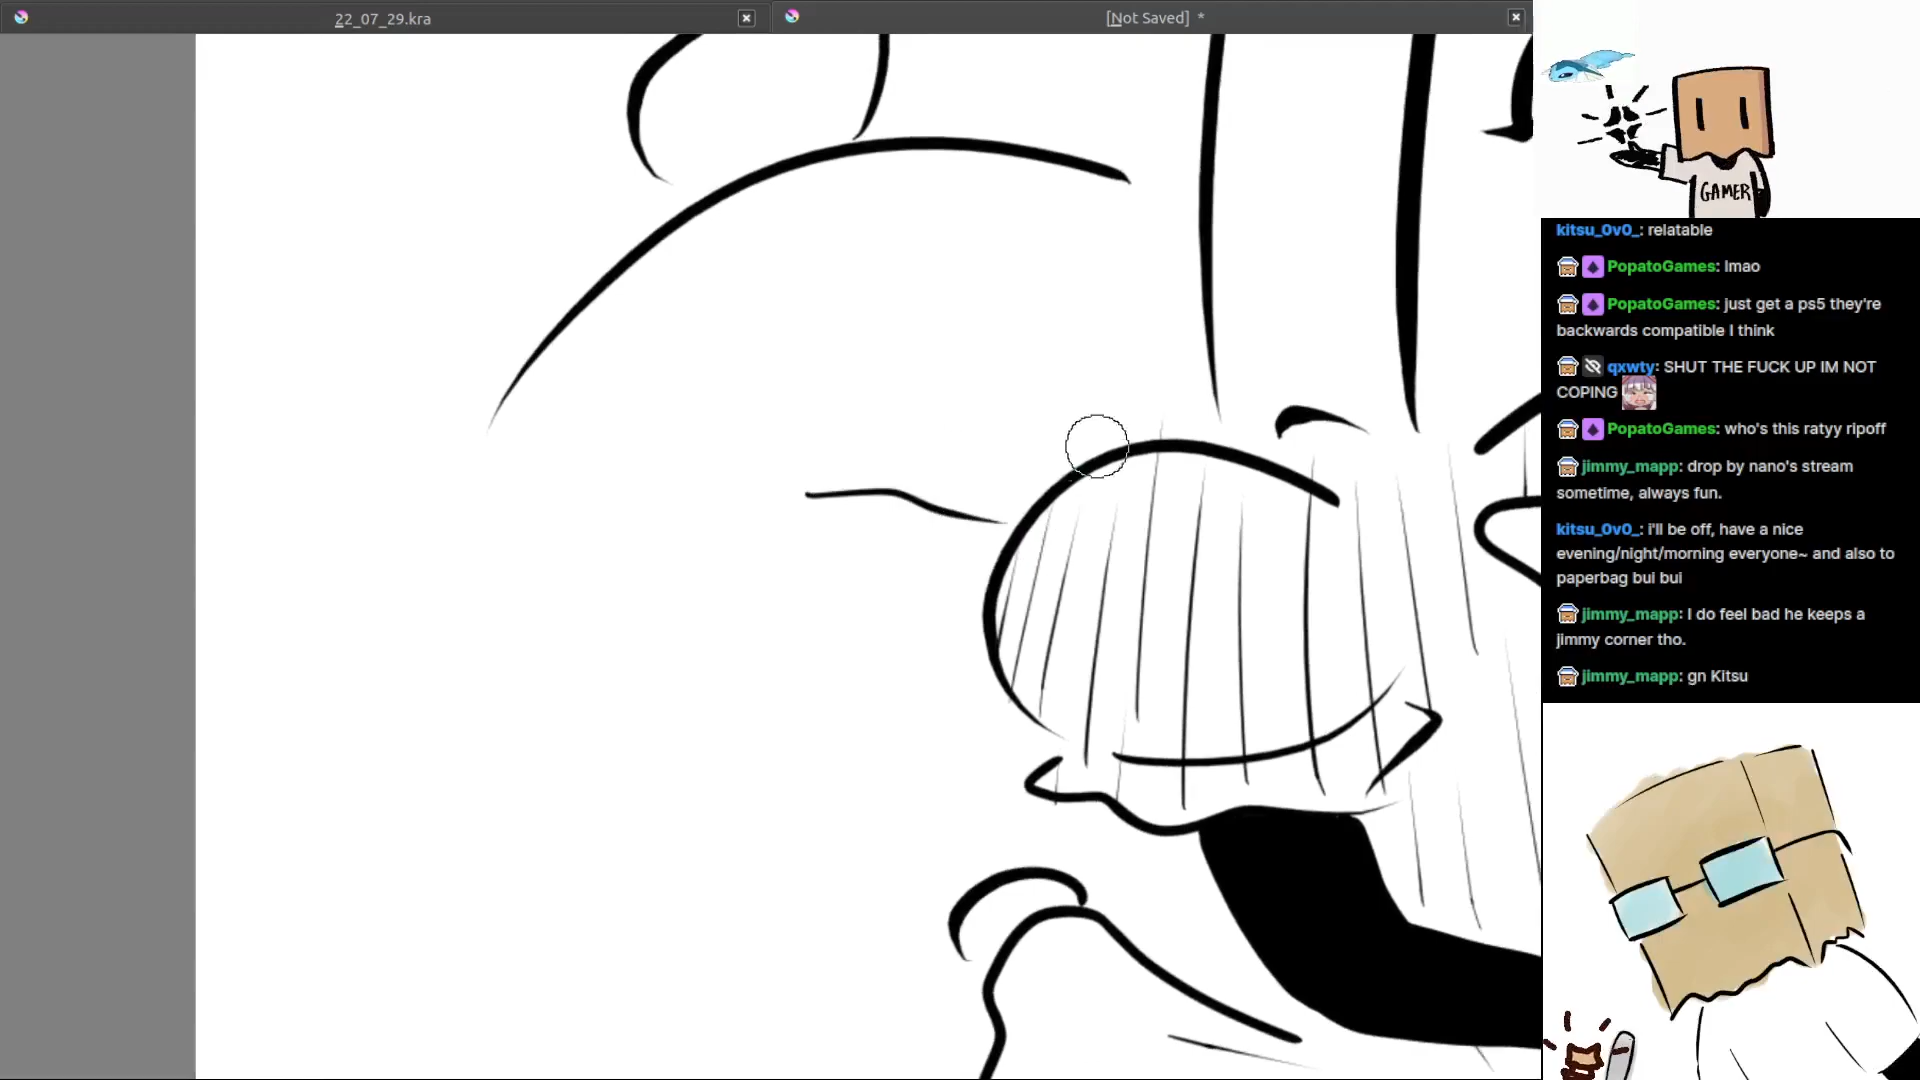 22_07_29.kra
[Not Saved] *
GAMER
kitsu_0v0_: relatable
PopatoGames: lmao
PopatoGames: just get a ps5 they're
backwards compatible I think
qxwty: SHUT THE FUCK UP IM NOT
COPING
PopatoGames: who's this ratyy ripoff
jimmy_mapp: drop by nano's stream
sometime, always fun.
kitsu_0v0_: i'll be off, have a nice
evening/night/morning everyone~ and also to
paperbag bui bui
jimmy_mapp: I do feel bad he keeps a
jimmy corner tho.
jimmy_mapp: gn Kitsu